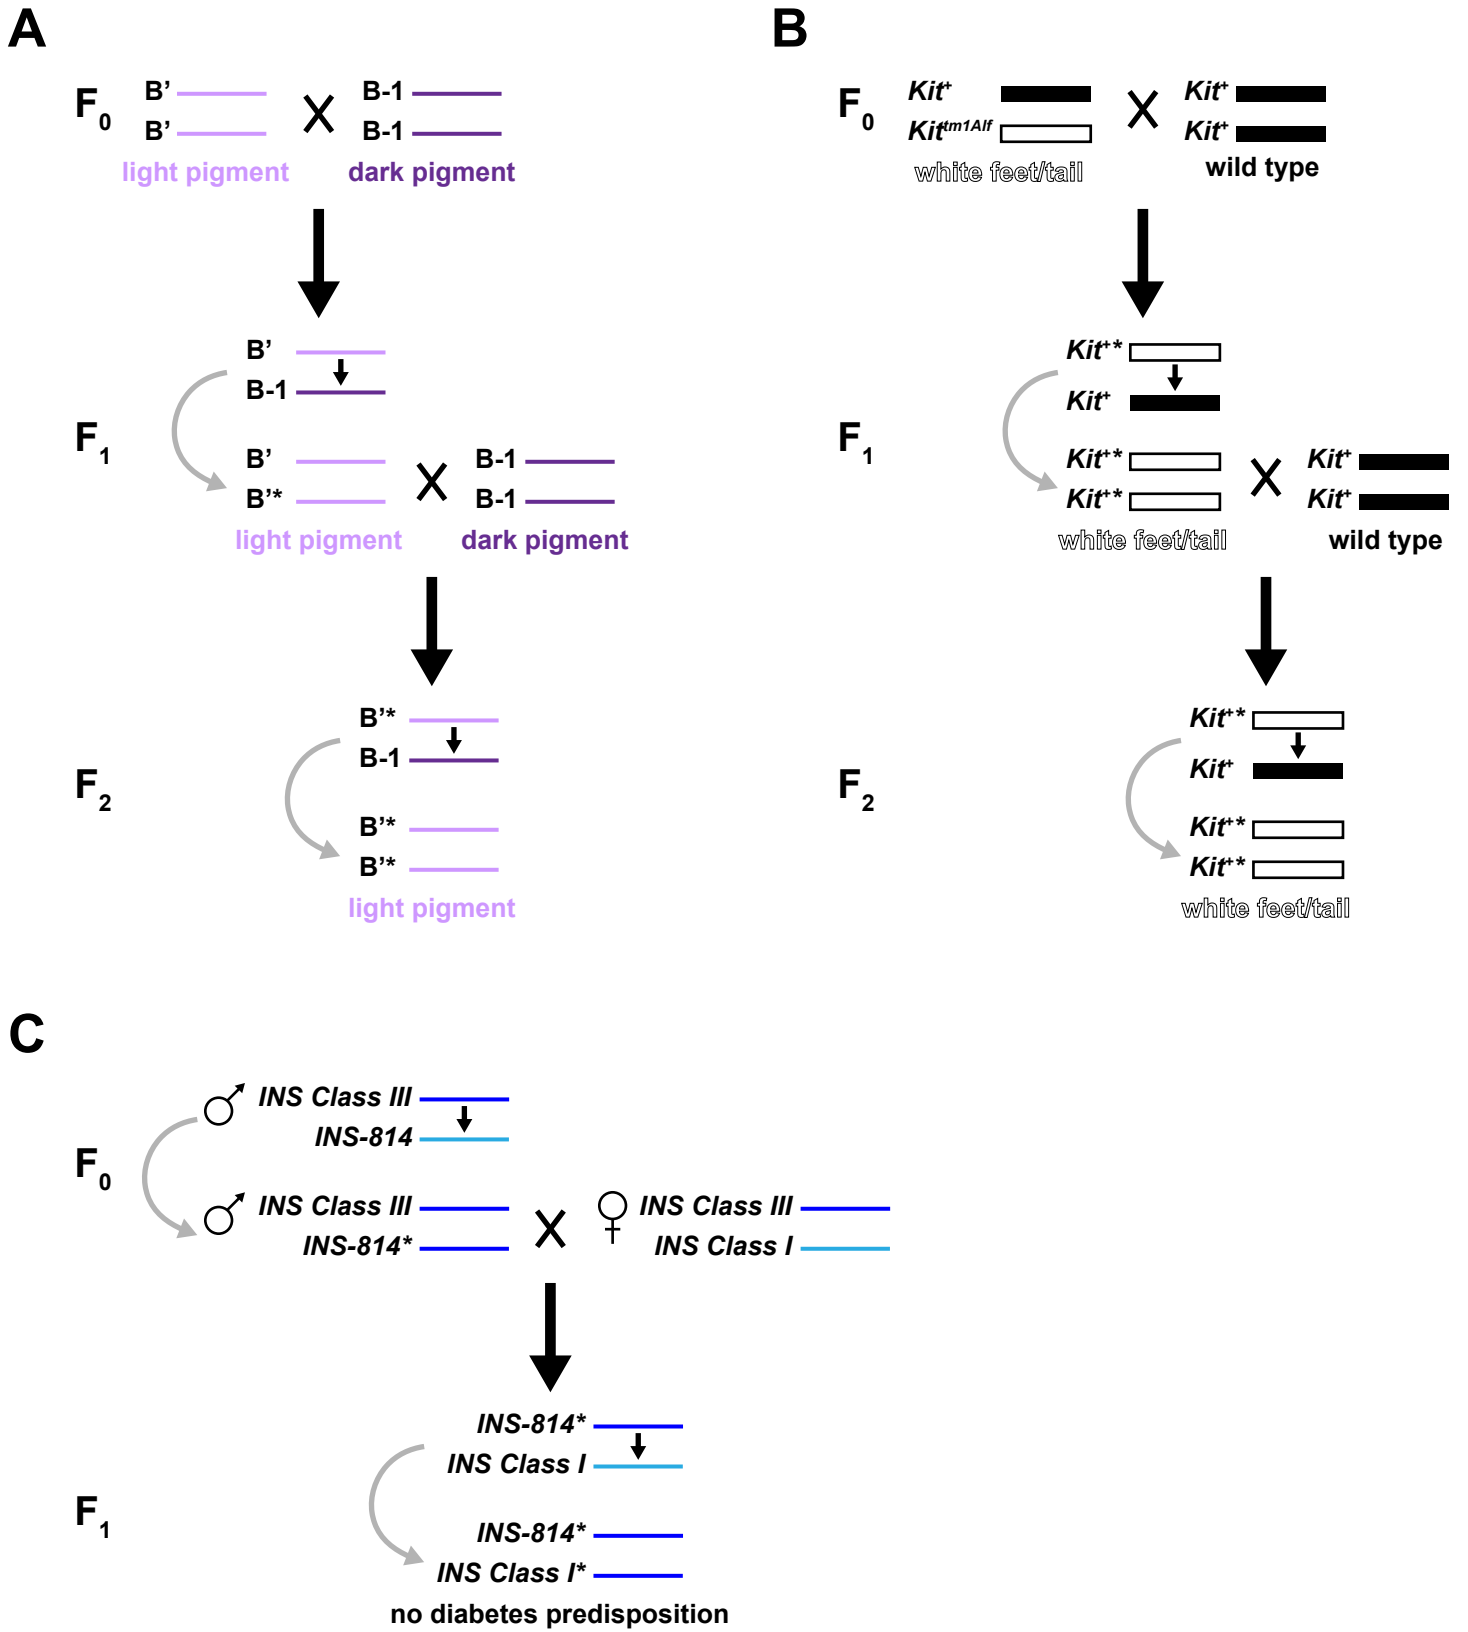 A
F0
B’
B’
light pigment
B-1
B-1
dark pigment
F1
B’
B-1
B’
B’*
light pigment
B-1
B-1
dark pigment
F2
B’*
B-1
B’*
B’*
light pigment
B
F0
Kit+
Kittm1Alf
white feet/tail
Kit+
Kit+
wild type
F1
Kit+*
Kit+
Kit+*
Kit+*
white feet/tail
Kit+
Kit+
wild type
F2
Kit+*
Kit+
Kit+*
Kit+*
white feet/tail
C
F0
INS Class III
INS-814
INS Class III
INS-814*
INS Class III
INS Class I
F1
INS-814*
INS Class I
INS-814*
INS Class I*
no diabetes predisposition